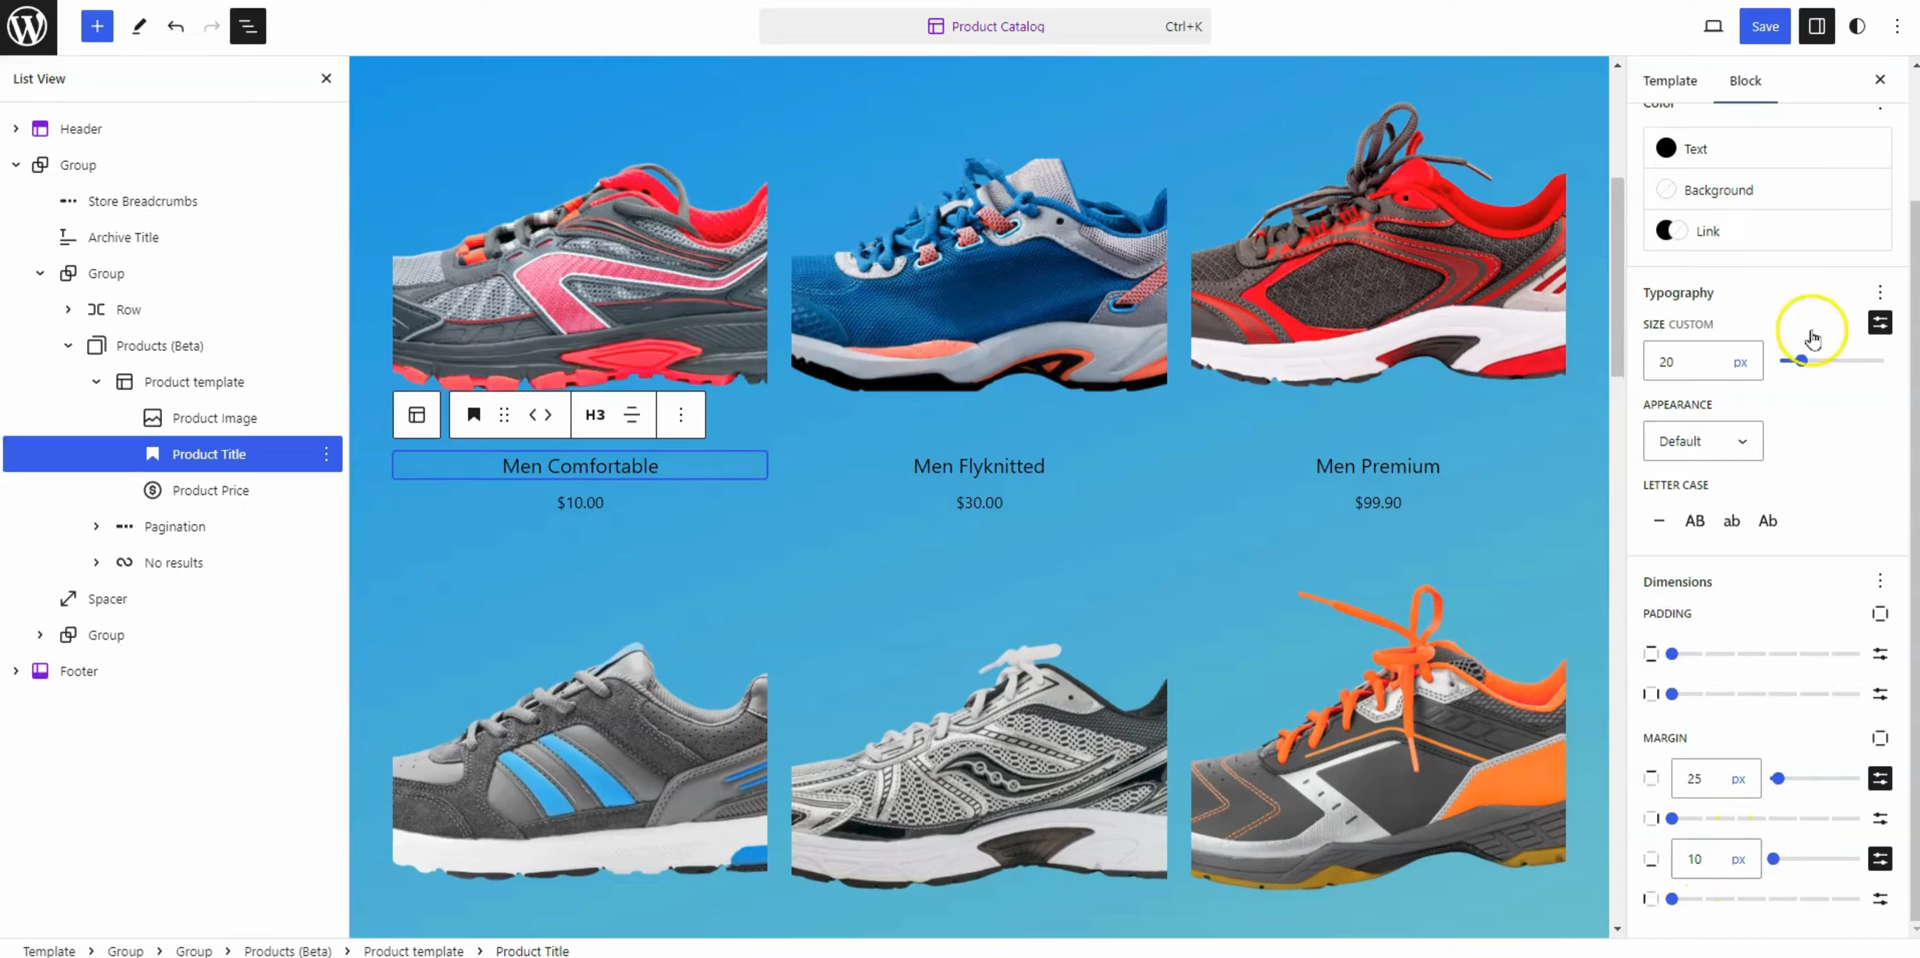 Product Catalog
Ctrl+K
Save
List View
Header
Group
Store Breadcrumbs
Archive Title
Group
Row
Products (Beta)
Product template
Product Image
Product Title
Product Price
Pagination
No results
Spacer
Group
Footer
H3
Men Comfortable
$10.00
Men Flyknitted
$30.00
Men Premium
$99.90
Template
Block
Color
Text
Background
Link
Typography
SIZE CUSTOM
20 px
APPEARANCE
Default
LETTER CASE
— AB ab Ab
Dimensions
PADDING
MARGIN
25 px
10 px
Template > Group > Group > Products (Beta) > Product template > Product Title